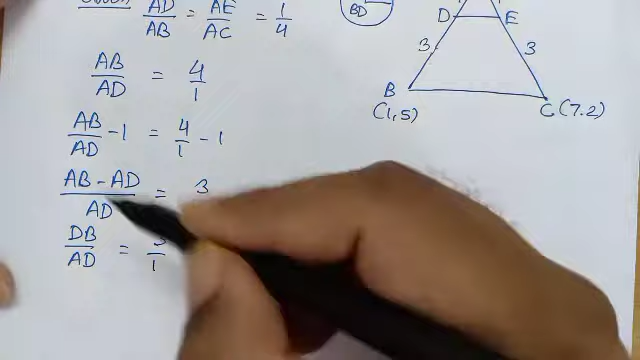 AD/AB = AE/AC = 1/4
BD
D E
3 3
AB/AD = 4/1
B
(1,5) C (7.2)
AB/AD - 1 = 4/1 - 1
AB - AD/AD = 3
DB/AD = 3/1